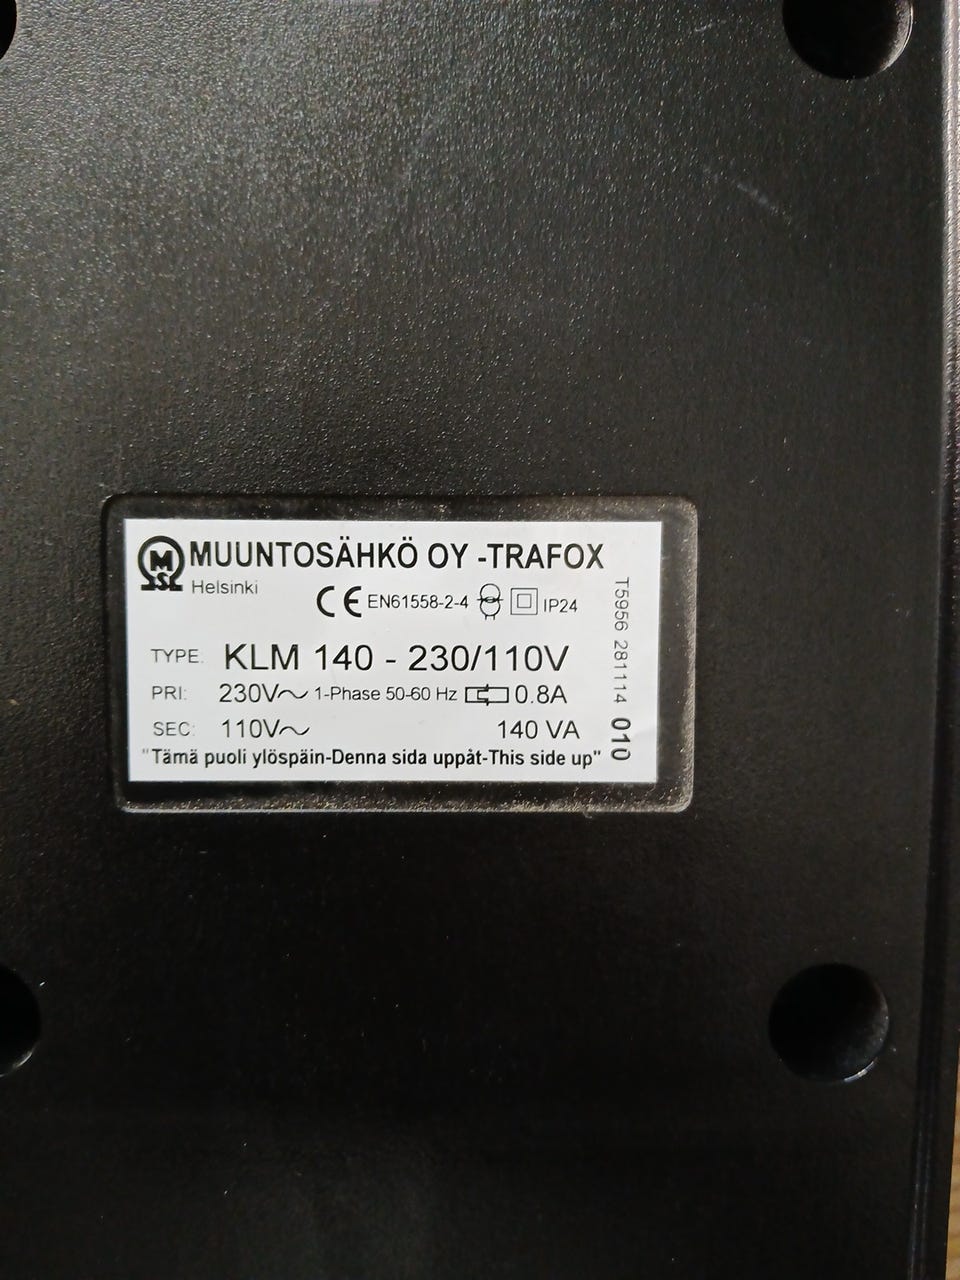 MSL
MUUNTOSÄHKÖ OY -TRAFOX
Helsinki
CE EN61558-2-4 IP24
TYPE: KLM 140 - 230/110V
PRI: 230V~ 1-Phase 50-60 Hz 0.8A
SEC: 110V~ 140 VA
"Tämä puoli ylöspäin-Denna sida uppåt-This side up"
T5956 281114 010